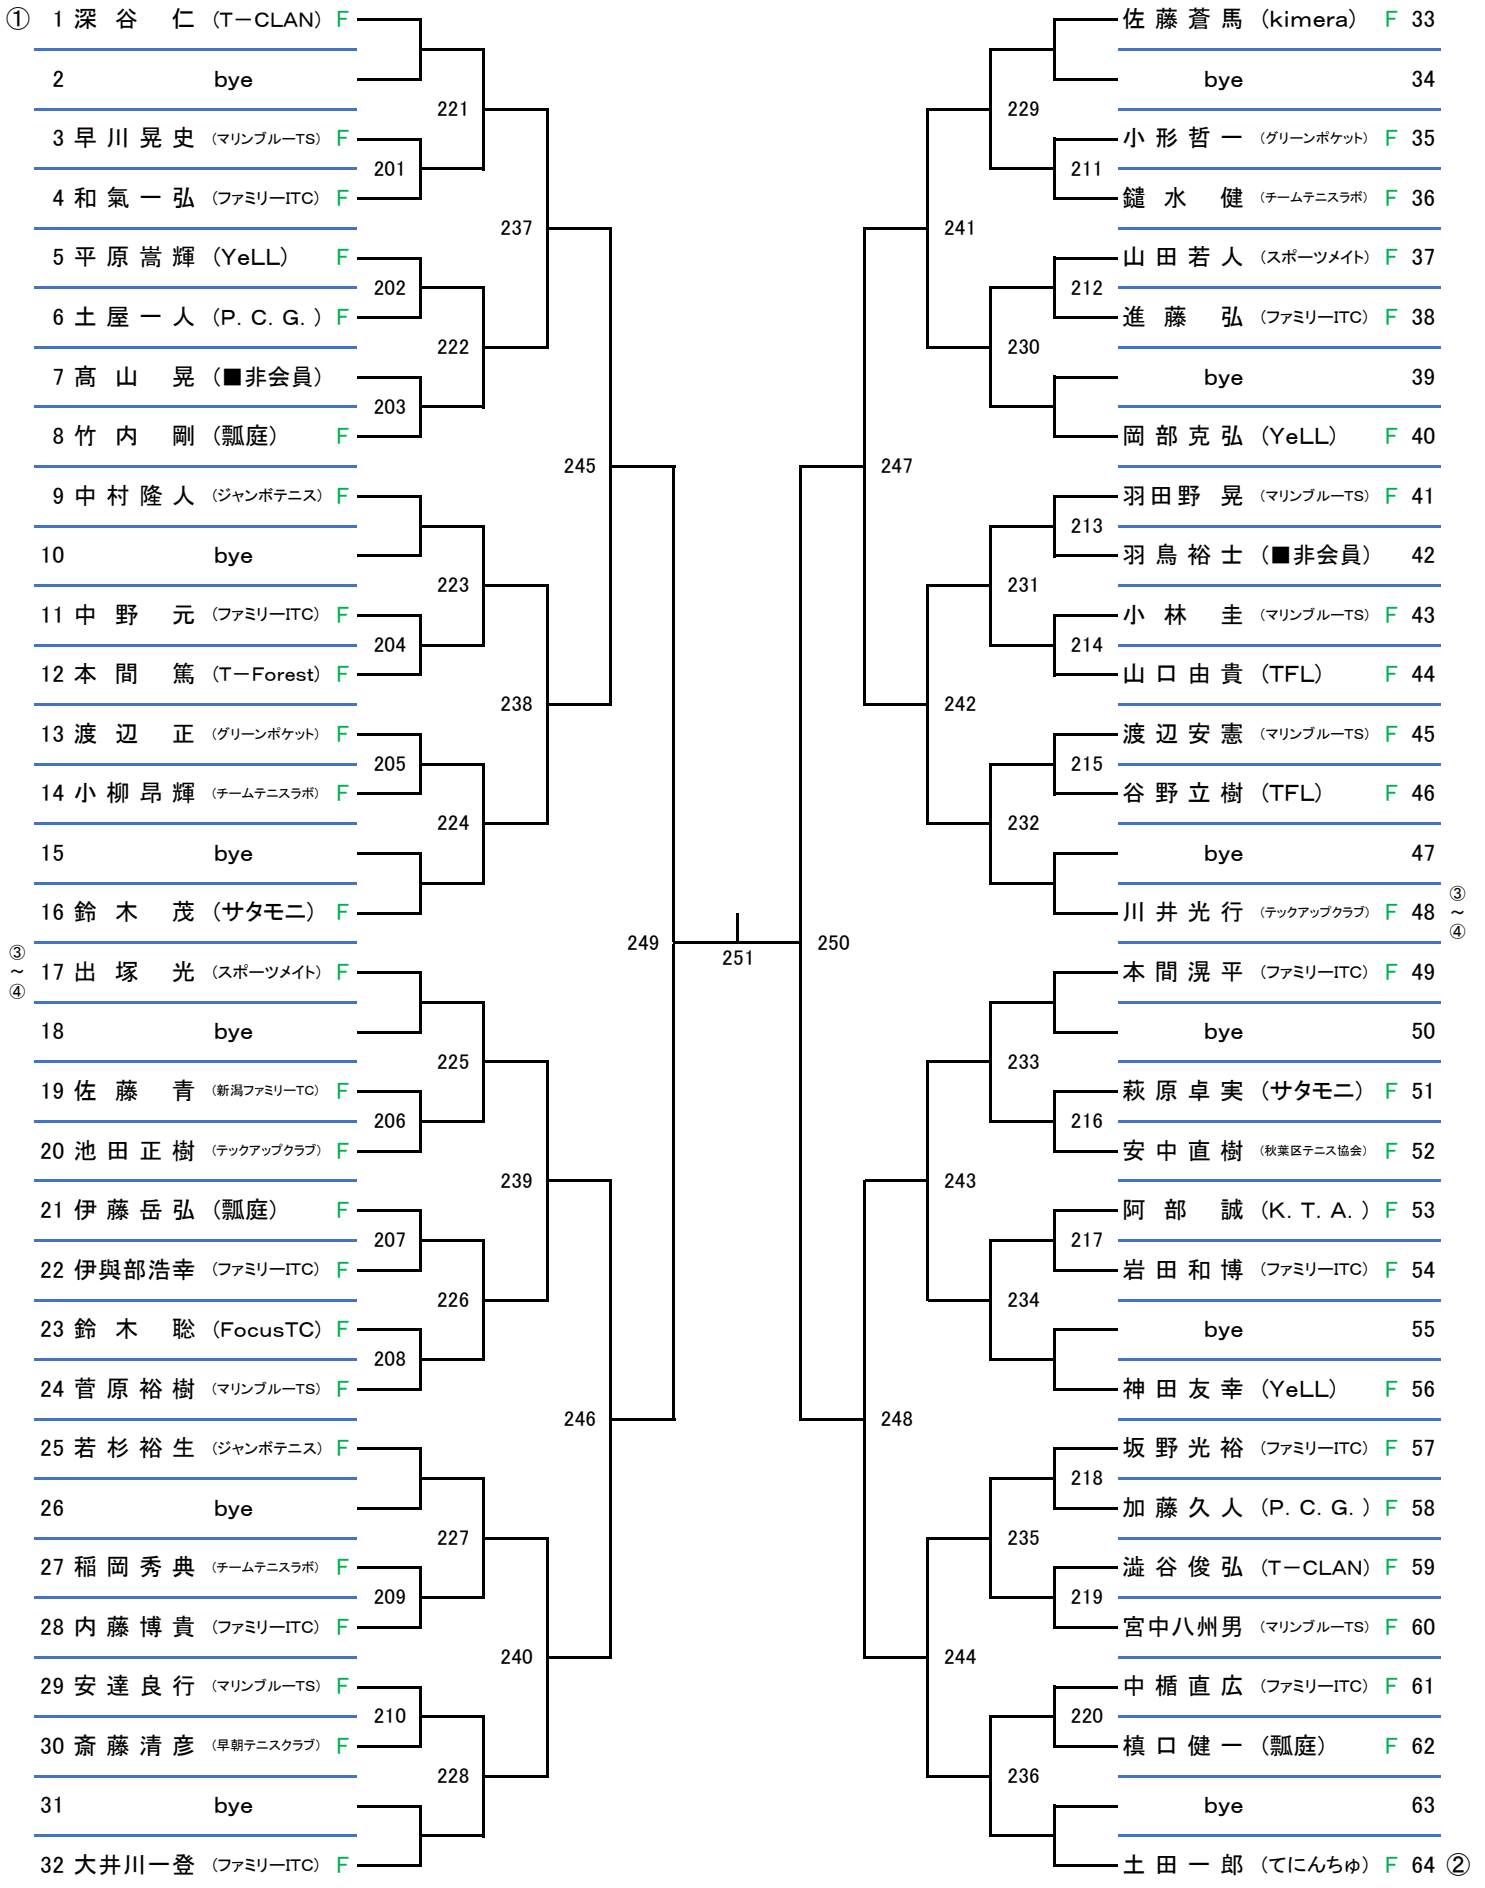 ① 1 深谷 仁 (T－CLAN) F
2 bye
221
3 早川晃史 (マリンブルーTS) F
201
4 和氣一弘 (ファミリーITC) F
237
5 平原嵩輝 (YeLL) F
202
6 土屋一人 (P．C．G．) F
222
7 髙山 晃 (■非会員)
203
8 竹内 剛 (瓢庭) F
245
9 中村隆人 (ジャンボテニス) F
10 bye
223
11 中野 元 (ファミリーITC) F
204
12 本間 篤 (T－Forest) F
238
13 渡辺 正 (グリーンポケット) F
205
14 小柳昂輝 (チームテニスラボ) F
224
15 bye
16 鈴木 茂 (サタモニ) F
249
③～④
17 出塚 光 (スポーツメイト) F
18 bye
225
19 佐藤 青 (新潟ファミリーTC) F
206
20 池田正樹 (テックアップクラブ) F
239
21 伊藤岳弘 (瓢庭) F
207
22 伊與部浩幸 (ファミリーITC) F
226
23 鈴木 聡 (FocusTC) F
208
24 菅原裕樹 (マリンブルーTS) F
246
25 若杉裕生 (ジャンボテニス) F
26 bye
227
27 稲岡秀典 (チームテニスラボ) F
209
28 内藤博貴 (ファミリーITC) F
240
29 安達良行 (マリンブルーTS) F
210
30 斎藤清彦 (早朝テニスクラブ) F
228
31 bye
32 大井川一登 (ファミリーITC) F
251
佐藤蒼馬 (kimera) F 33
bye 34
229
小形哲一 (グリーンポケット) F 35
211
鑓水 健 (チームテニスラボ) F 36
241
山田若人 (スポーツメイト) F 37
212
進藤 弘 (ファミリーITC) F 38
230
bye 39
岡部克弘 (YeLL) F 40
247
羽田野 晃 (マリンブルーTS) F 41
213
羽鳥裕士 (■非会員) 42
231
小林 圭 (マリンブルーTS) F 43
214
山口由貴 (TFL) F 44
242
渡辺安憲 (マリンブルーTS) F 45
215
谷野立樹 (TFL) F 46
232
bye 47
川井光行 (テックアップクラブ) F 48
③～④
250
本間滉平 (ファミリーITC) F 49
bye 50
233
萩原卓実 (サタモニ) F 51
216
安中直樹 (秋葉区テニス協会) F 52
243
阿部 誠 (K．T．A．) F 53
217
岩田和博 (ファミリーITC) F 54
234
bye 55
神田友幸 (YeLL) F 56
248
坂野光裕 (ファミリーITC) F 57
218
加藤久人 (P．C．G．) F 58
235
澁谷俊弘 (T－CLAN) F 59
219
宮中八州男 (マリンブルーTS) F 60
244
中楯直広 (ファミリーITC) F 61
220
槙口健一 (瓢庭) F 62
236
bye 63
土田一郎 (てにんちゅ) F 64 ②